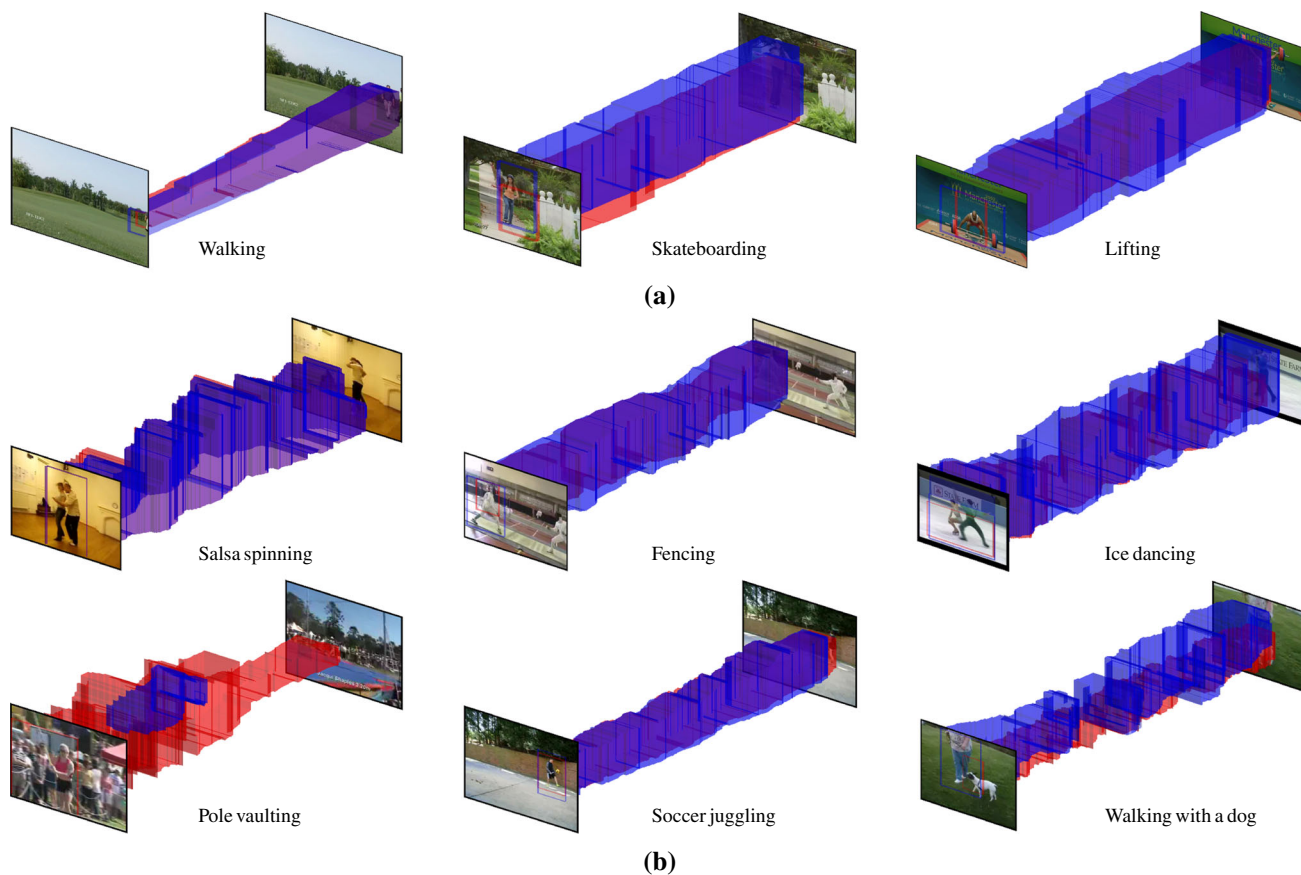 Walking
Skateboarding
Lifting
(a)
Salsa spinning
Fencing
Ice dancing
Pole vaulting
Soccer juggling
Walking with a dog
(b)